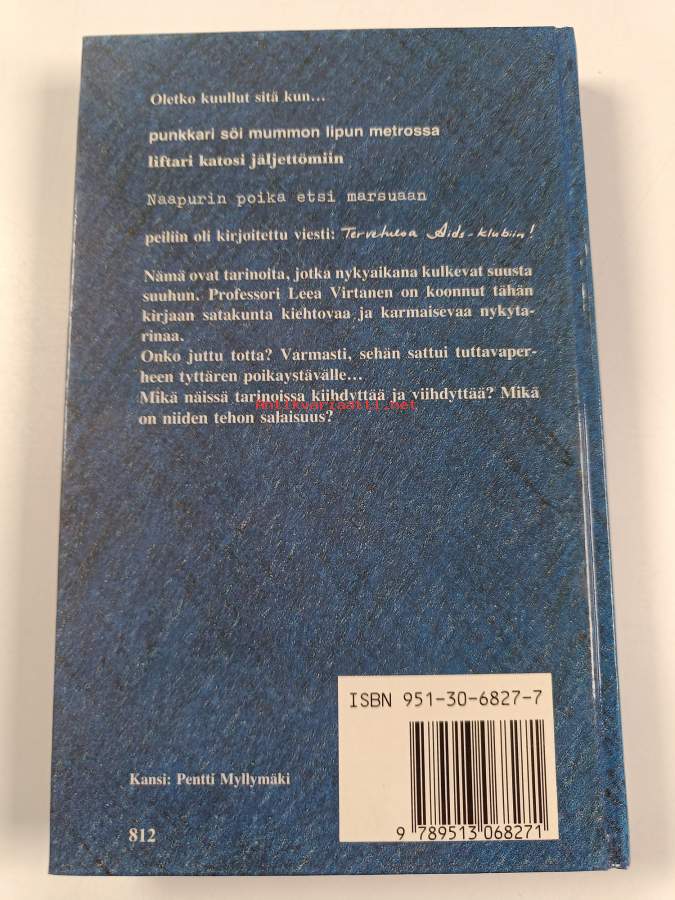 Oletko kuullut sitä kun...
punkkari söi mummon lipun metrossa
liftari katosi jäljettömiin
Naapurin poika etsi marsuaan
peiliin oli kirjoitettu viesti: Tervetuloa Aids-klubiin!
Nämä ovat tarinoita, jotka nykyaikana kulkevat suusta
suuhun. Professori Leea Virtanen on koonnut tähän
kirjaan satakunta kiehtovaa ja karmaisevaa nykyta-
rinaa.
Onko juttu totta? Varmasti, sehän sattui tuttavaper-
heen tyttären poikaystävälle...
Mikä näissä tarinoissa kiihdyttää ja viihdyttää? Mikä
Antikvariaatti.net
on niiden tehon salaisuus?
ISBN 951-30-6827-7
Kansi: Pentti Myllymäki
812
9 789513 068271